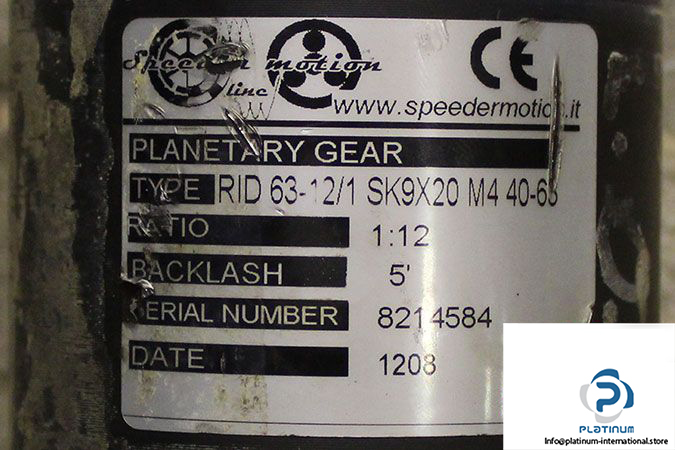 Speeder motion
line
CE
www.speedermotion.it
PLANETARY GEAR
TYPE RID 63-12/1 SK9X20 M4 40-63
RATIO 1:12
BACKLASH 5'
SERIAL NUMBER 8214584
DATE 1208
PLATINUM
Info@platinum-international.store